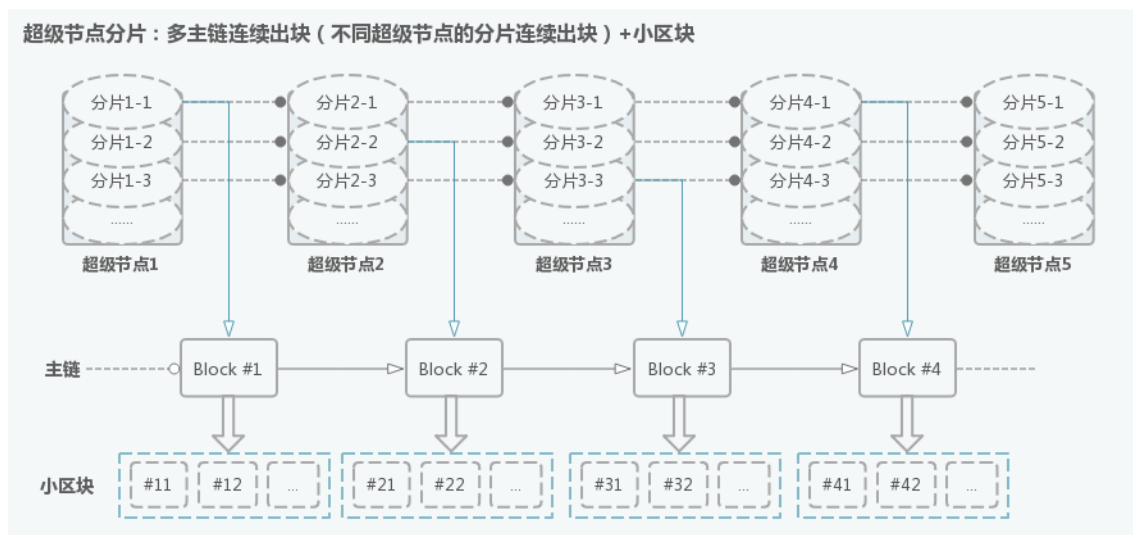 超级节点分片：多主链连续出块（不同超级节点的分片连续出块）+小区块
分片1-1 分片2-1 分片3-1 分片4-1 分片5-1
分片1-2 分片2-2 分片3-2 分片4-2 分片5-2
分片1-3 分片2-3 分片3-3 分片4-3 分片5-3
...... ...... ...... ...... ......
超级节点1 超级节点2 超级节点3 超级节点4 超级节点5
主链 Block #1 Block #2 Block #3 Block #4
小区块 #11 #12 ... #21 #22 ... #31 #32 ... #41 #42 ...